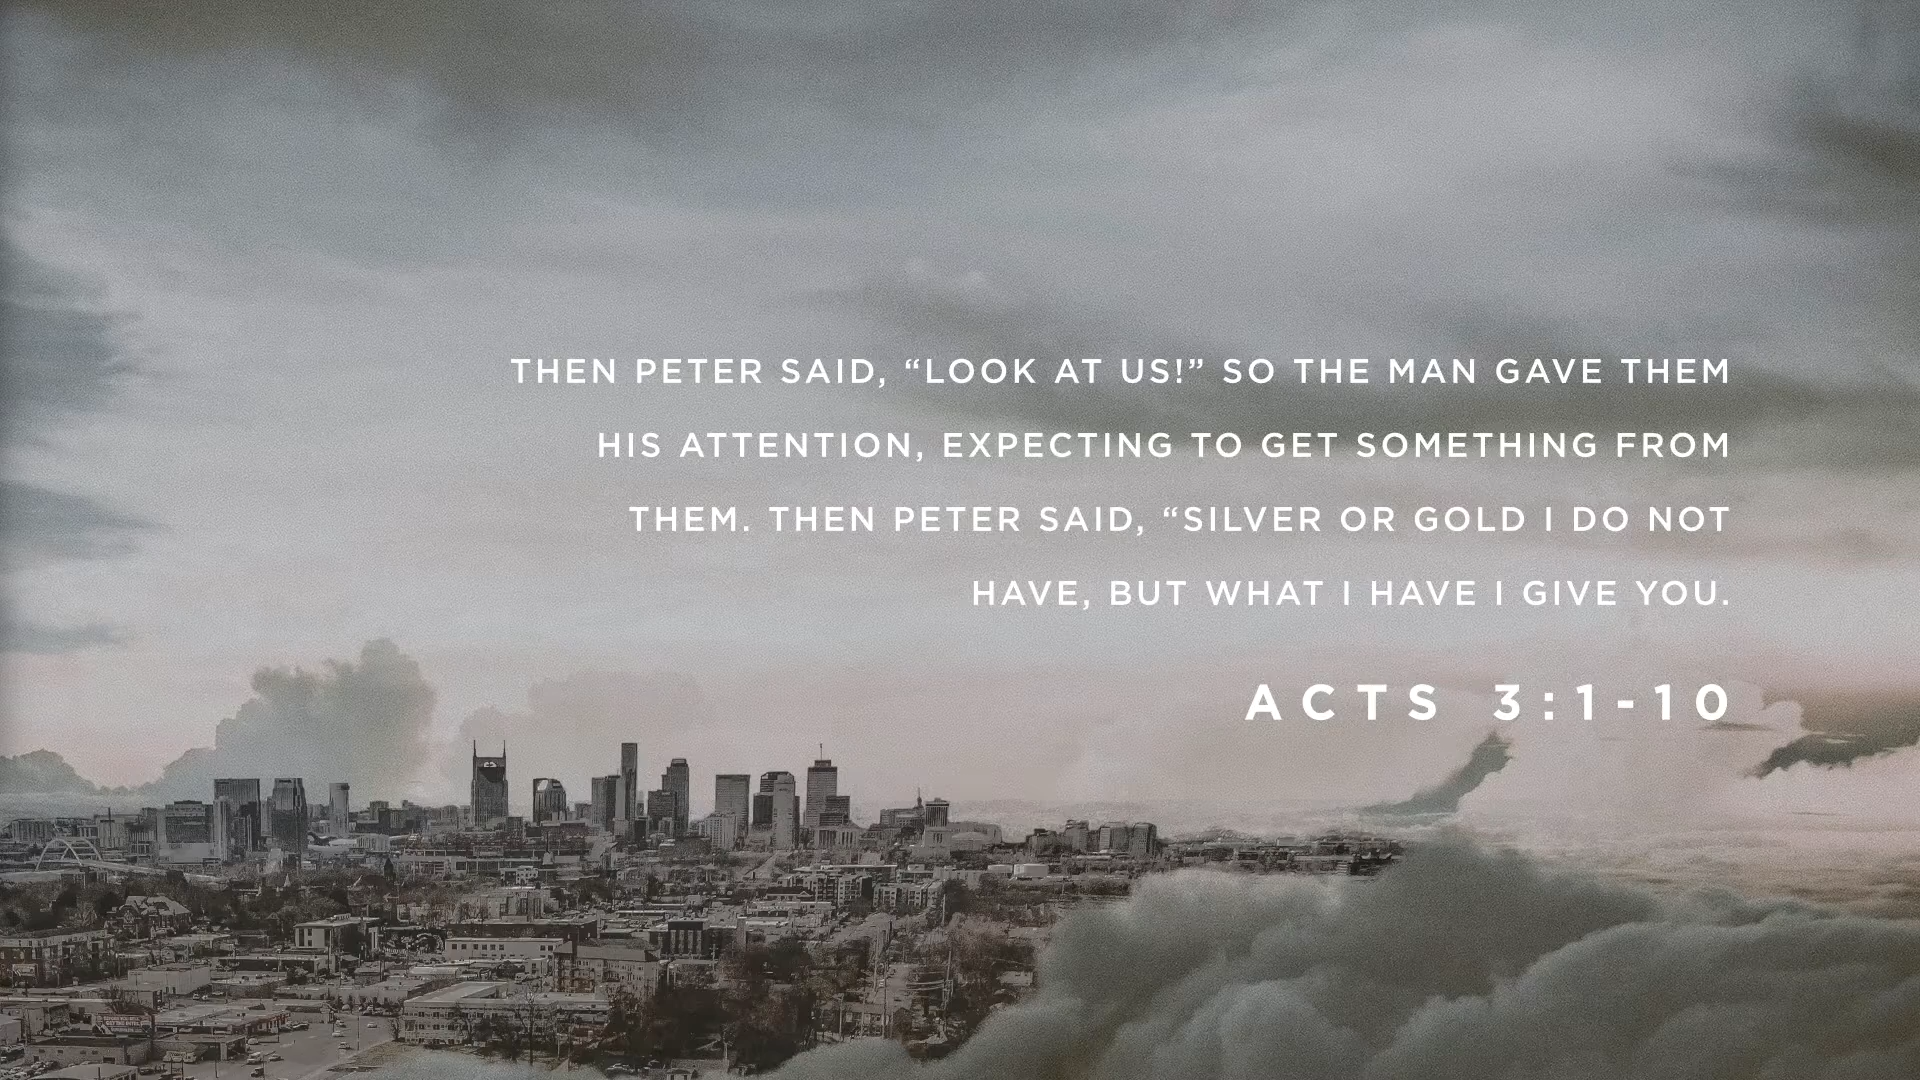 THEN PETER SAID, “LOOK AT US!” SO THE MAN GAVE THEM
HIS ATTENTION, EXPECTING TO GET SOMETHING FROM
THEM. THEN PETER SAID, “SILVER OR GOLD I DO NOT
HAVE, BUT WHAT I HAVE I GIVE YOU.
ACTS 3:1-10